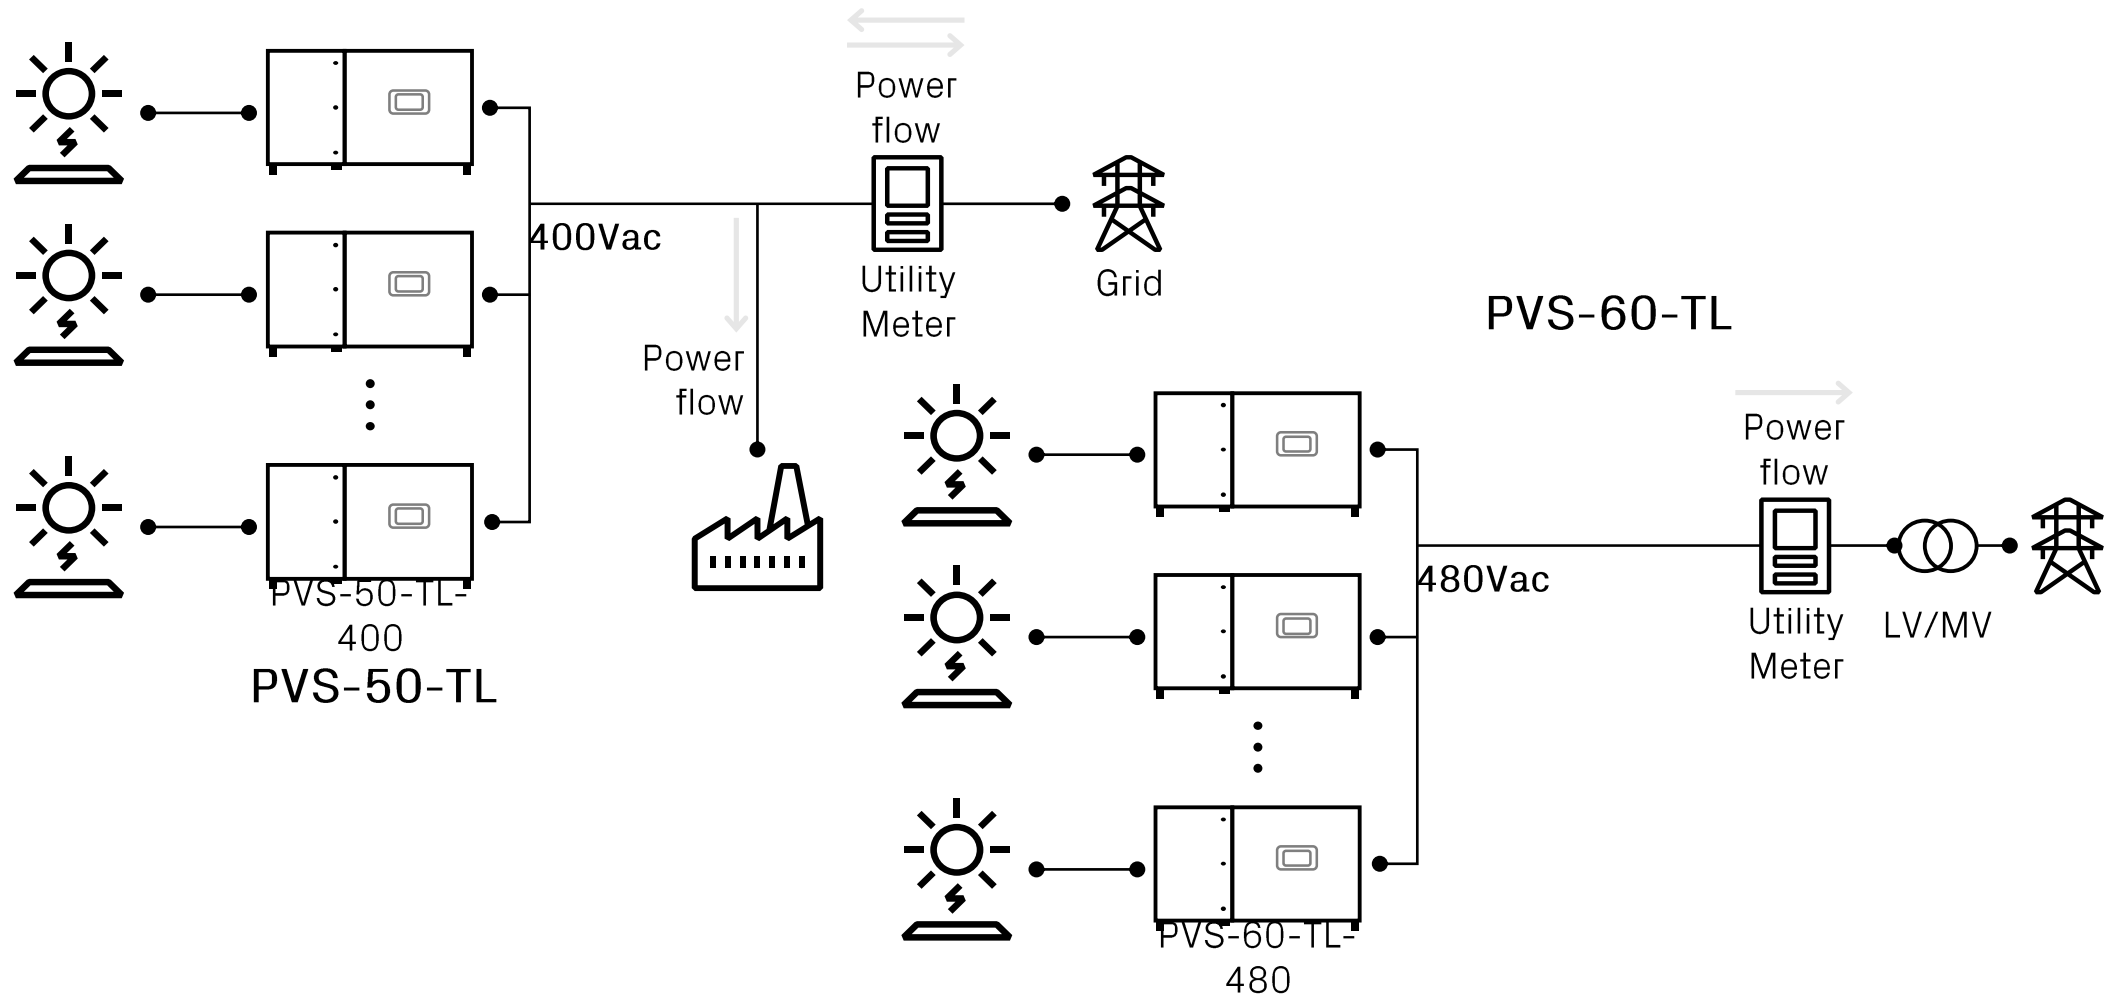 Power
flow
400Vac
Utility
Meter
Grid
Power
flow
PVS-50-TL-
400
PVS-50-TL
PVS-60-TL
Power
flow
480Vac
Utility
Meter
LV/MV
PVS-60-TL-
480